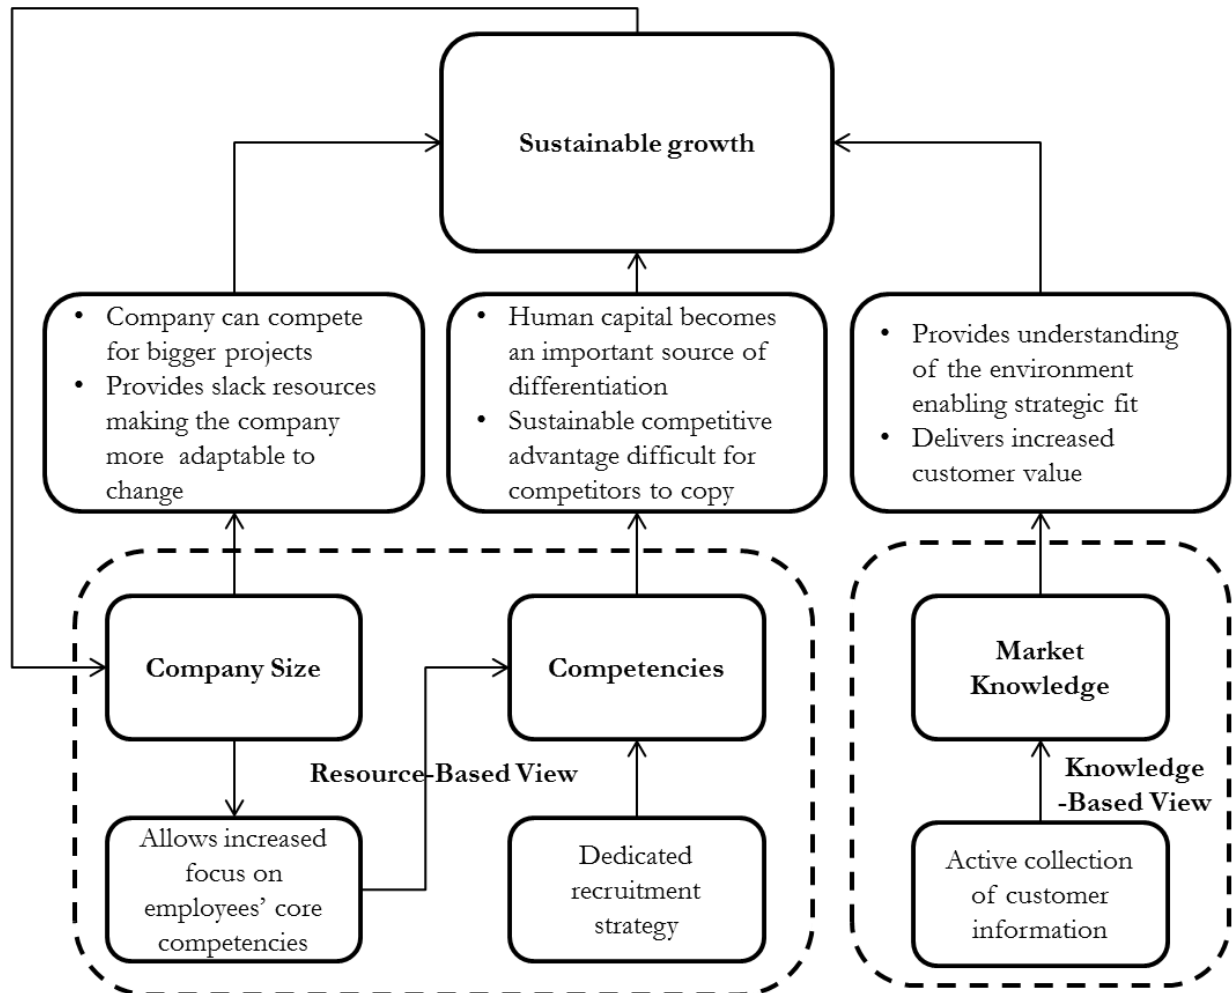 Sustainable growth
• Company can compete
for bigger projects
• Provides slack resources
making the company
more adaptable to
change
• Human capital becomes
an important source of
differentiation
• Sustainable competitive
advantage difficult for
competitors to copy
• Provides understanding
of the environment
enabling strategic fit
• Delivers increased
customer value
Company Size
Competencies
Market
Knowledge
Resource-Based View
Knowledge
-Based View
Allows increased
focus on
employees’ core
competencies
Dedicated
recruitment
strategy
Active collection
of customer
information